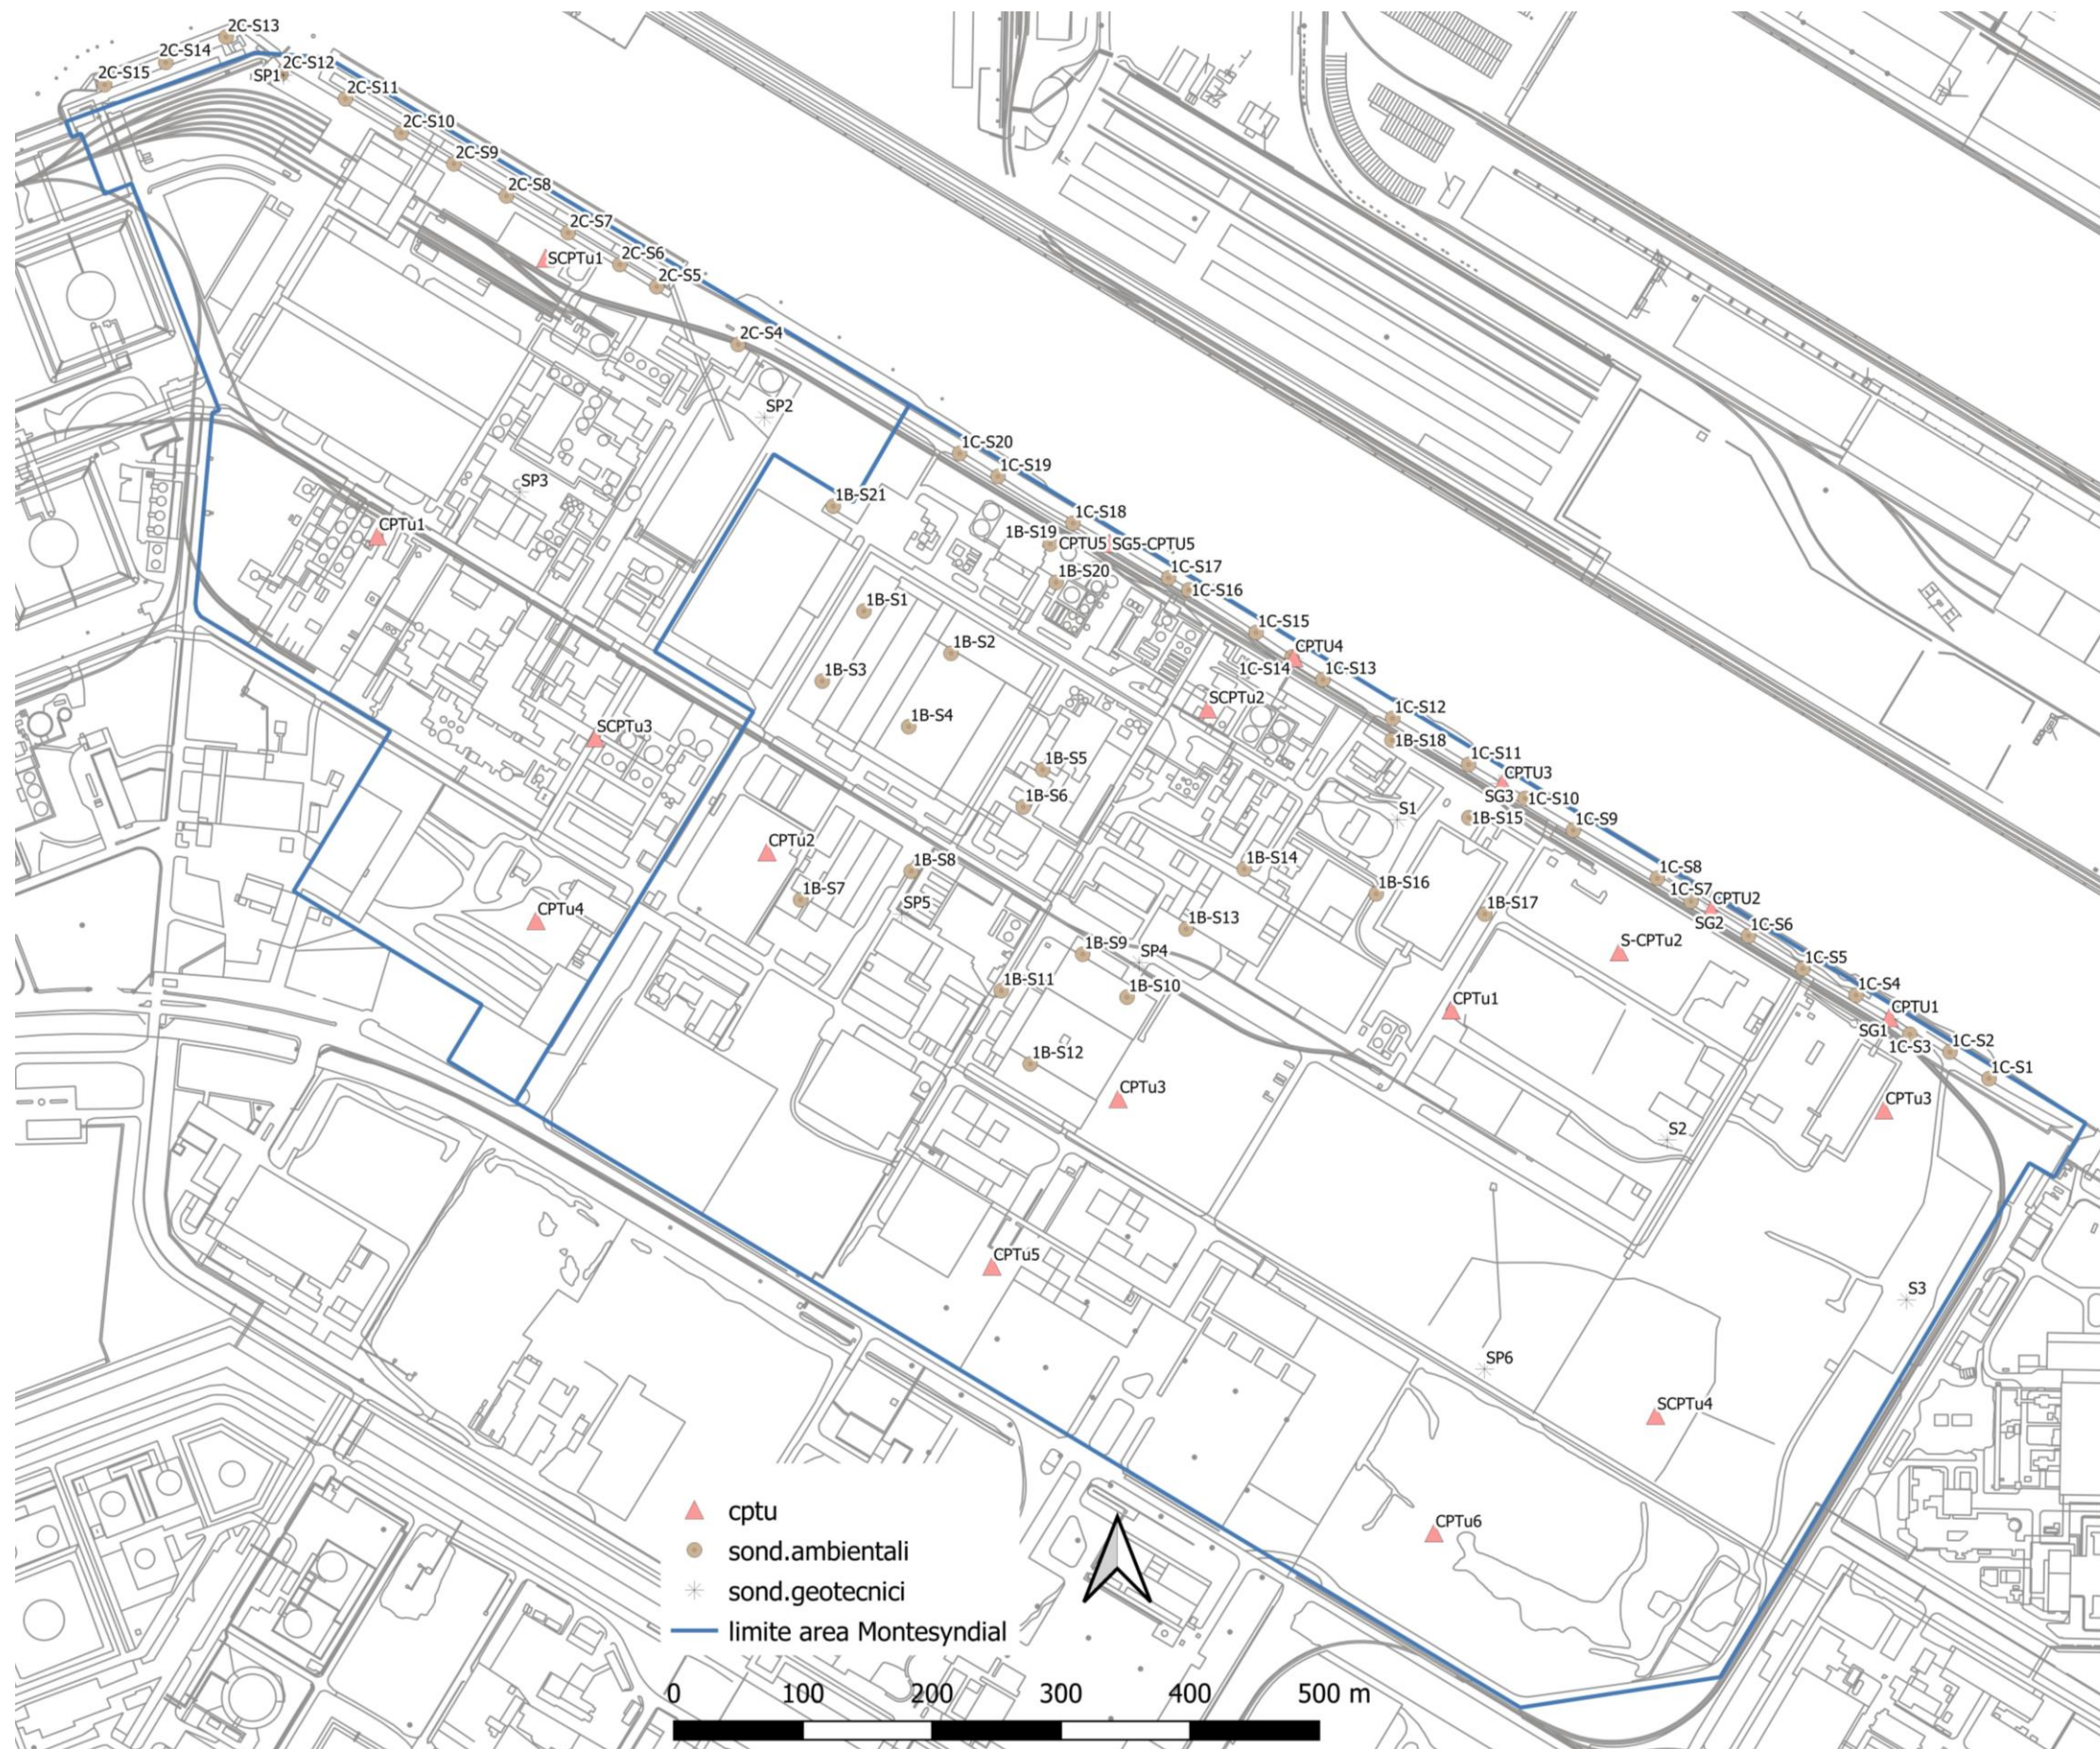 2C-S13
2C-S14
2C-S12
2C-S15
SP1
2C-S11
2C-S10
2C-S9
2C-S8
2C-S7
2C-S6
SCPTu1
2C-S5
2C-S4
SP2
1C-S20
1C-S19
SP3
1B-S21
1C-S18
CPTu1
1B-S19
CPTU5
SG5-CPTU5
1C-S17
1B-S20
1C-S16
1B-S1
1C-S15
1B-S2
CPTU4
1B-S3
1C-S14
1C-S13
SCPTu2
1C-S12
1B-S4
SCPTu3
1B-S18
1C-S11
1B-S5
CPTU3
1B-S6
SG3
1C-S10
S1
1B-S15
1C-S9
CPTu2
1B-S8
1B-S14
1C-S8
1B-S7
1B-S16
1C-S7
CPTU2
SP5
1B-S17
CPTu4
1B-S13
SG2
1C-S6
1B-S9
SP4
S-CPTu2
1C-S5
1B-S11
1B-S10
1C-S4
CPTu1
CPTU1
SG1
1C-S3
1C-S2
1B-S12
1C-S1
CPTu3
CPTu3
S2
CPTu5
S3
SP6
SCPTu4
CPTu6
cptu
sond.ambientali
sond.geotecnici
limite area Montesyndial
0 100 200 300 400 500 m